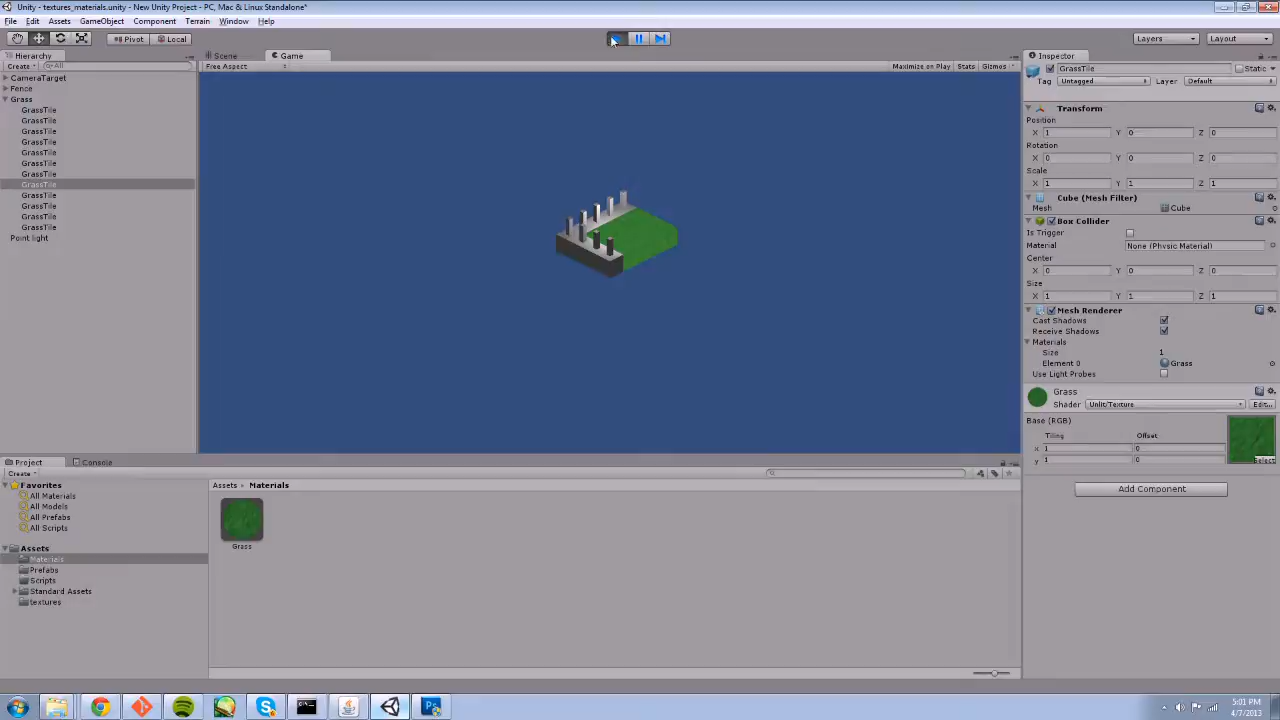 Unity - textures_materials.unity - New Unity Project - PC, Mac & Linux Standalone*
File Edit Assets GameObject Component Terrain Window Help
Pivot Local Layers Layout
Hierarchy Scene Game Inspector
Create All Free Aspect Maximize on Play Stats Gizmos
CameraTarget
Fence
Grass
GrassTile
GrassTile
GrassTile
GrassTile
GrassTile
GrassTile
GrassTile
GrassTile
GrassTile
GrassTile
GrassTile
GrassTile
Point light
GrassTile Static
Tag Untagged Layer Default
Transform
Position
X 1 Y 0 Z 0
Rotation
X 0 Y 0 Z 0
Scale
X 1 Y 1 Z 1
Cube (Mesh Filter)
Mesh Cube
Box Collider
Is Trigger
Material None (Physic Material)
Center
X 0 Y 0 Z 0
Size
X 1 Y 1 Z 1
Mesh Renderer
Cast Shadows
Receive Shadows
Materials
Size 1
Element 0 Grass
Use Light Probes
Grass
Shader Unlit/Texture Edit...
Base (RGB)
Tiling Offset
x 1 0
y 1 0
Select
Add Component
Project Console
Create
Favorites
All Materials
All Models
All Prefabs
All Scripts
Assets
Materials
Prefabs
Scripts
Standard Assets
textures
Assets Materials
Grass
5:01 PM
4/7/2013